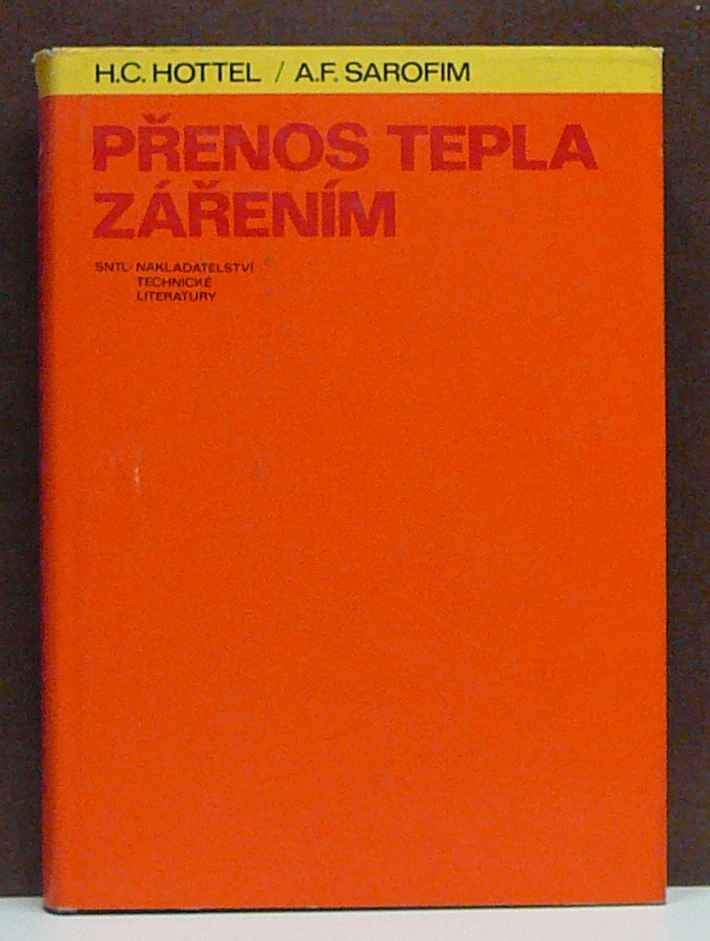 H.C. HOTTEL / A.F. SAROFIM
PŘENOS TEPLA
ZÁŘENÍM
SNTL· NAKLADATELSTVÍ
TECHNICKÉ
LITERATURY